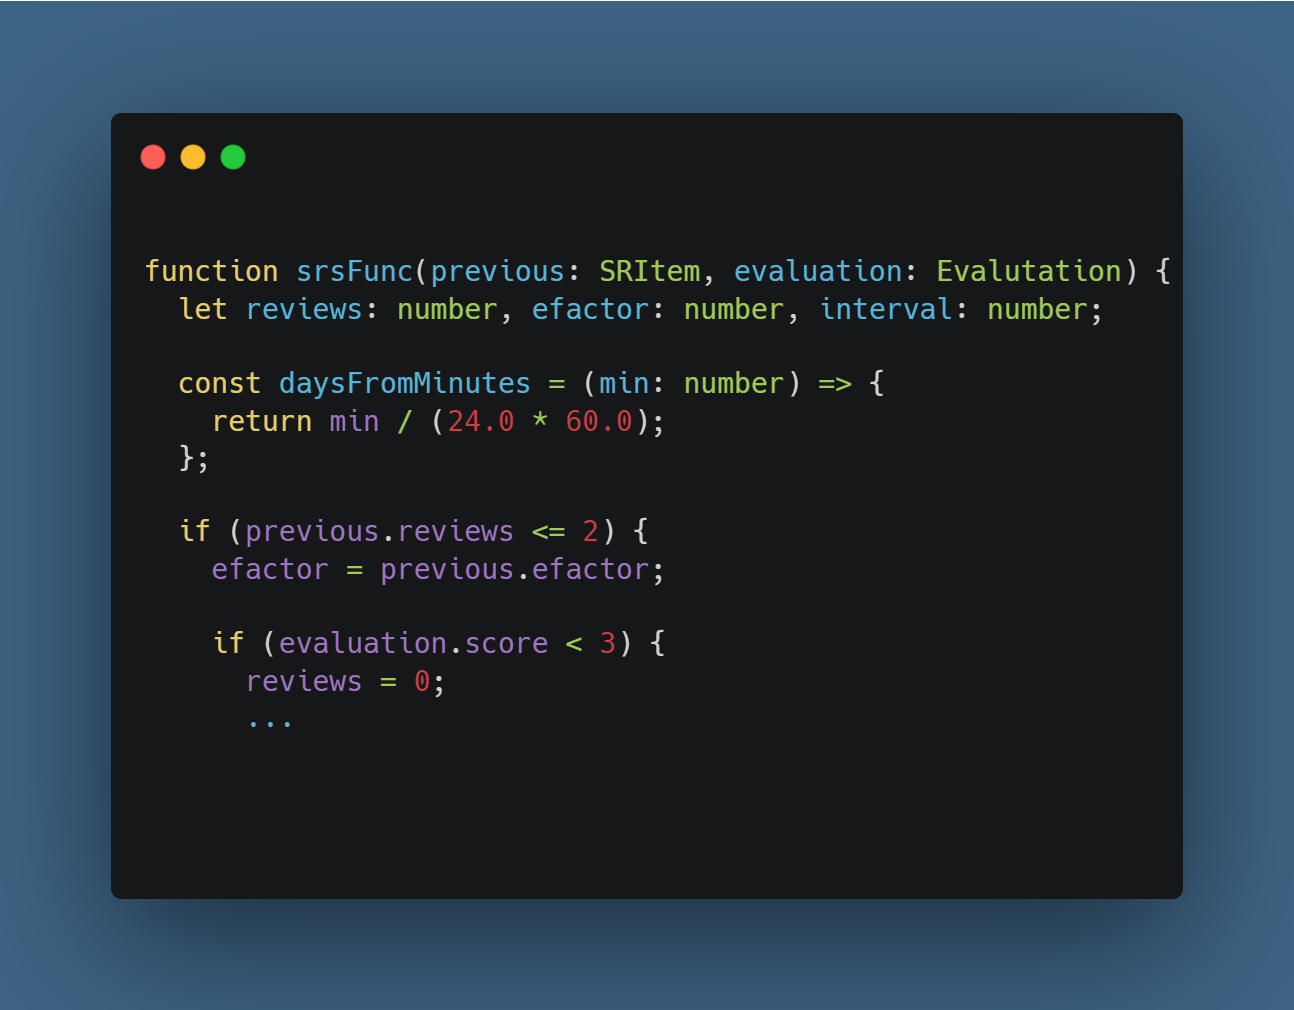 function srsFunc(previous: SRItem, evaluation: Evalutation) {
  let reviews: number, efactor: number, interval: number;
  const daysFromMinutes = (min: number) => {
    return min / (24.0 * 60.0);
  };
  if (previous.reviews <= 2) {
    efactor = previous.efactor;
    if (evaluation.score < 3) {
      reviews = 0;
      ...